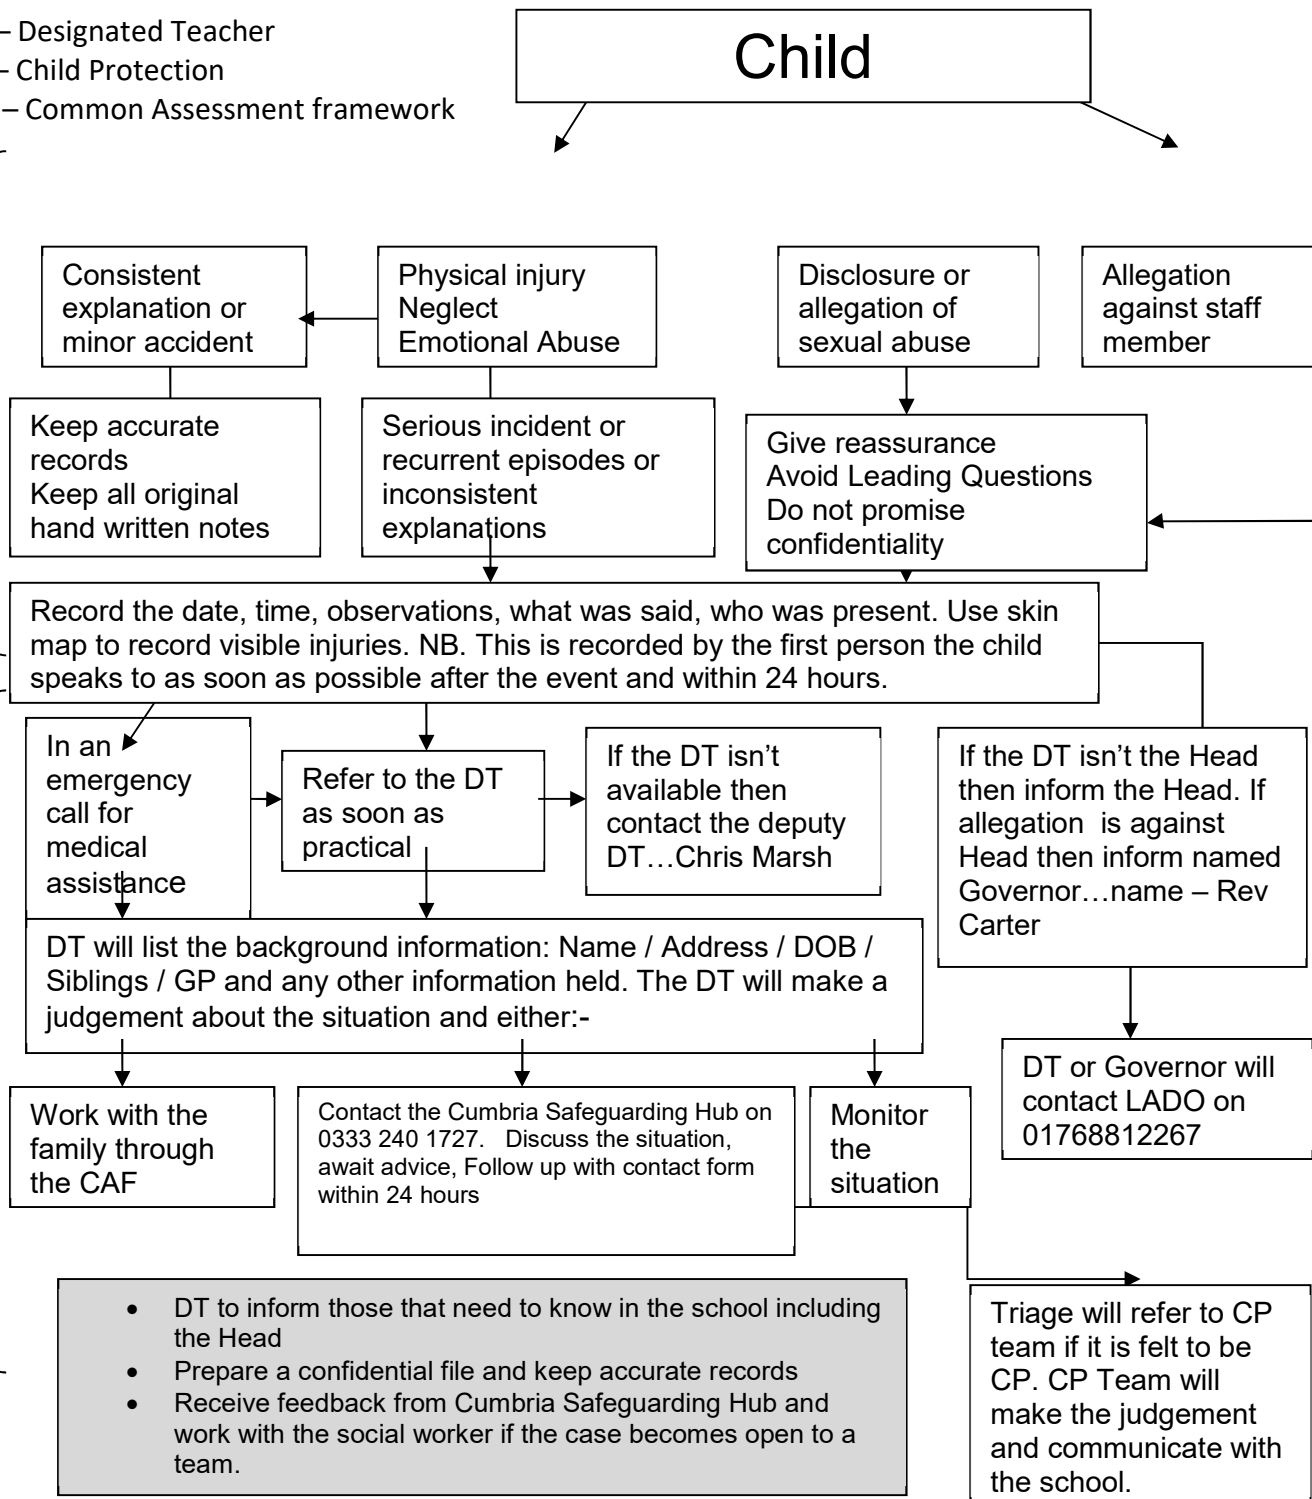 – Designated Teacher
– Child Protection
– Common Assessment framework
Child
Consistent
explanation or
minor accident
Physical injury
Neglect
Emotional Abuse
Disclosure or
allegation of
sexual abuse
Allegation
against staff
member
Keep accurate
records
Keep all original
hand written notes
Serious incident or
recurrent episodes or
inconsistent
explanations
Give reassurance
Avoid Leading Questions
Do not promise
confidentiality
Record the date, time, observations, what was said, who was present. Use skin
map to record visible injuries. NB. This is recorded by the first person the child
speaks to as soon as possible after the event and within 24 hours.
In an
emergency
call for
medical
assistance
Refer to the DT
as soon as
practical
If the DT isn’t
available then
contact the deputy
DT…Chris Marsh
If the DT isn’t the Head
then inform the Head. If
allegation  is against
Head then inform named
Governor…name – Rev
Carter
DT will list the background information: Name / Address / DOB /
Siblings / GP and any other information held. The DT will make a
judgement about the situation and either:-
Work with the
family through
the CAF
Contact the Cumbria Safeguarding Hub on
0333 240 1727.   Discuss the situation,
await advice, Follow up with contact form
within 24 hours
Monitor
the
situation
DT or Governor will
contact LADO on
01768812267
• DT to inform those that need to know in the school including
the Head
• Prepare a confidential file and keep accurate records
• Receive feedback from Cumbria Safeguarding Hub and
work with the social worker if the case becomes open to a
team.
Triage will refer to CP
team if it is felt to be
CP. CP Team will
make the judgement
and communicate with
the school.